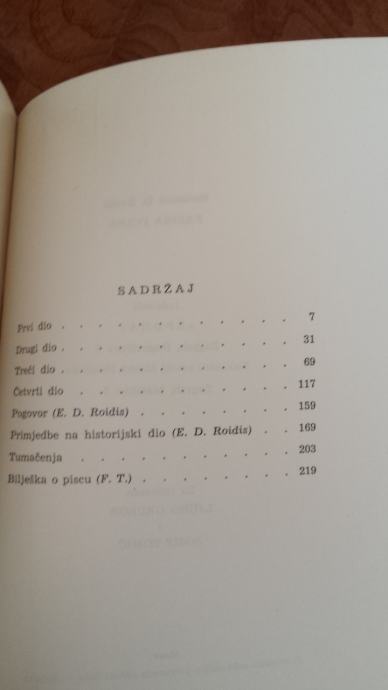 SADRŽAJ
Prvi dio . . . . . . . . . . . . 7
Drugi dio . . . . . . . . . . . . 31
Treći dio . . . . . . . . . . . . 69
Četvrti dio . . . . . . . . . . . 117
Pogovor (E. D. Roidis) . . . . . . . . 159
Primjedbe na historijski dio (E. D. Roidis) . . 169
Tumačenja . . . . . . . . . . . 203
Bilješka o piscu (F. T.) . . . . . . . . 219